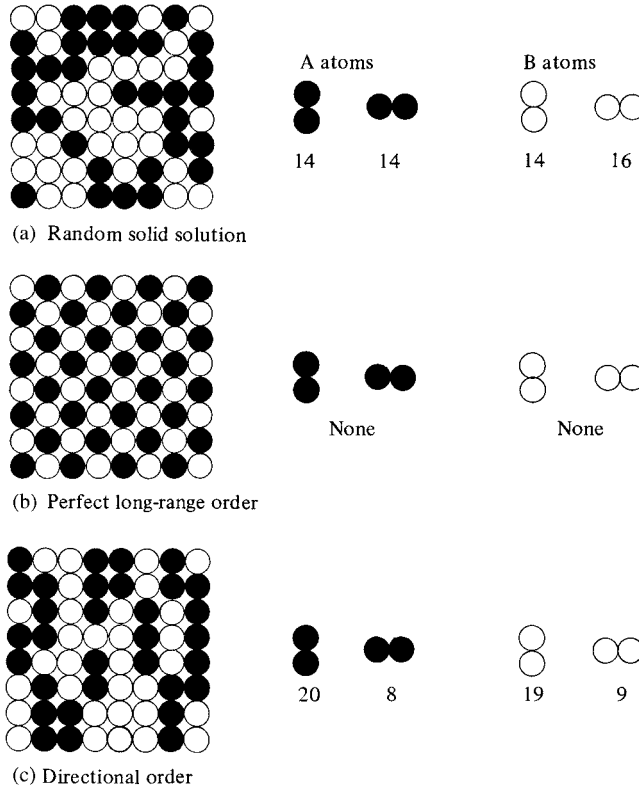 A atoms B atoms
14 14 14 16
(a) Random solid solution
None None
(b) Perfect long-range order
20 8 19 9
(c) Directional order